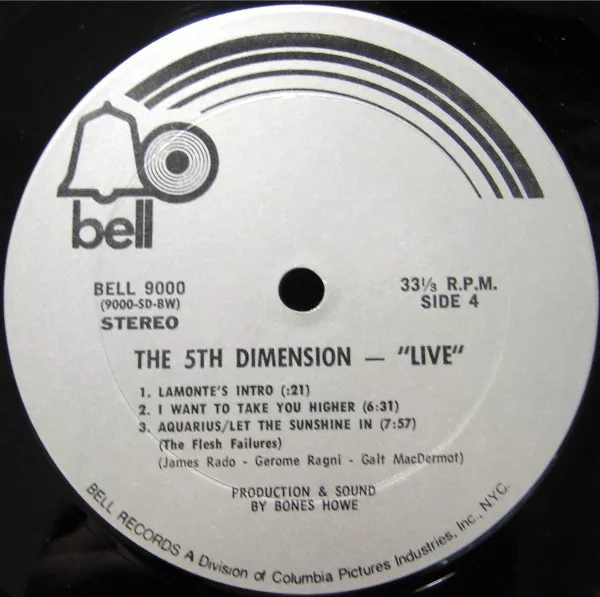 bell
BELL 9000
(9000-SD-BW)
STEREO
33⅓ R.P.M.
SIDE 4
THE 5TH DIMENSION — "LIVE"
1. LAMONTE'S INTRO (:21)
2. I WANT TO TAKE YOU HIGHER (6:31)
3. AQUARIUS/LET THE SUNSHINE IN (7:57)
(The Flesh Failures)
(James Rado - Gerome Ragni - Galt MacDermot)
PRODUCTION & SOUND
BY BONES HOWE
BELL RECORDS A Division of Columbia Pictures Industries, Inc., N.Y.C.